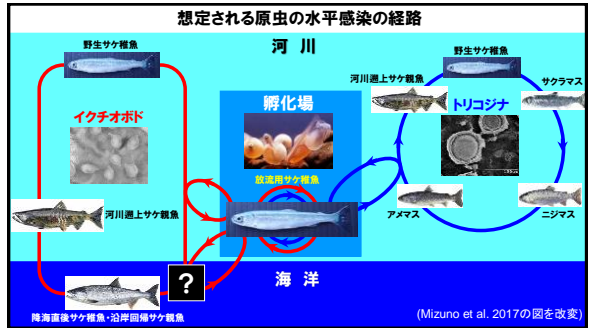 想定される原虫の水平感染の経路
河 川
野生サケ稚魚
イクチオボド
河川遡上サケ親魚
孵化場
放流用サケ稚魚
野生サケ稚魚
河川遡上サケ親魚
サクラマス
トリコジナ
アメマス
ニジマス
海 洋
?
降海直後サケ稚魚・沿岸回帰サケ親魚
(Mizuno et al. 2017の図を改変)